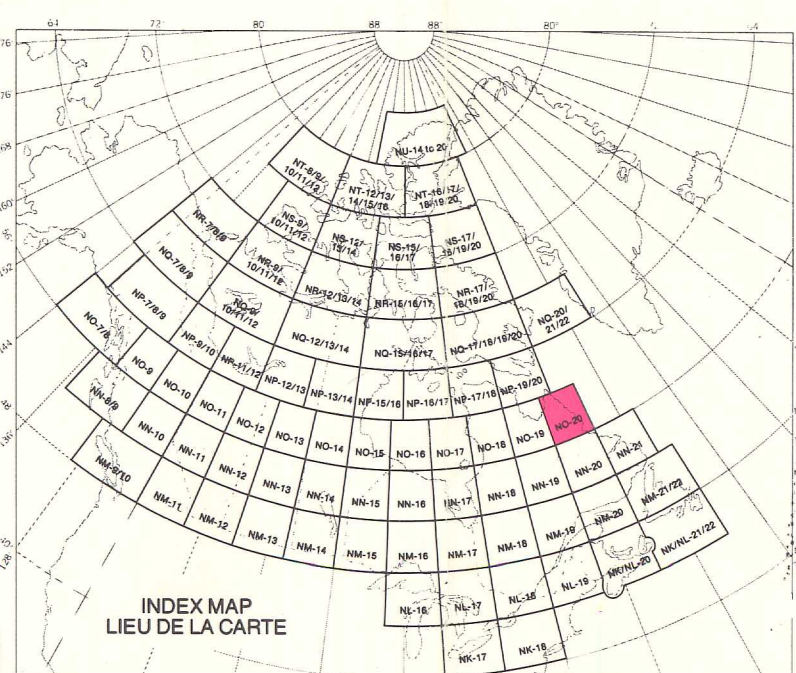 64 72 80 88 88 80
76
76
68
60
152
144
136
128
NU-14 to 20
NT-8/9/
10/11/12
NT-12/13/
14/15/16
NT-16/17/
18/19/20
NS-9/
10/11/12
NS-12/
13/14
NS-15/
16/17
NS-17/
18/19/20
NR-7/8/9
NR-9/
10/11/12
NR-12/13/14
NR-15/16/17
NR-17/
18/19/20
NQ-7/8/9
NQ-9/
10/11/12
NQ-12/13/14
NQ-15/16/17
NQ-17/18/19/20
NQ-20/
21/22
NP-7/8/9
NP-9/10
NP-11/12
NP-12/13
NP-13/14
NP-15/16
NP-16/17
NP-17/18
NP-19/20
NO-7/8
NO-9
NO-10
NO-11
NO-12
NO-13
NO-14
NO-15
NO-16
NO-17
NO-18
NO-19
NO-20
NN-8/9
NN-10
NN-11
NN-12
NN-13
NN-14
NN-15
NN-16
NN-17
NN-18
NN-19
NN-20
NN-21
NM-9/10
NM-11
NM-12
NM-13
NM-14
NM-15
NM-16
NM-17
NM-18
NM-19
NM-20
NM-21/22
NL-16
NL-17
NL-18
NL-19
NK/NL-20
NK/NL-21/22
NK-17
NK-18
INDEX MAP
LIEU DE LA CARTE